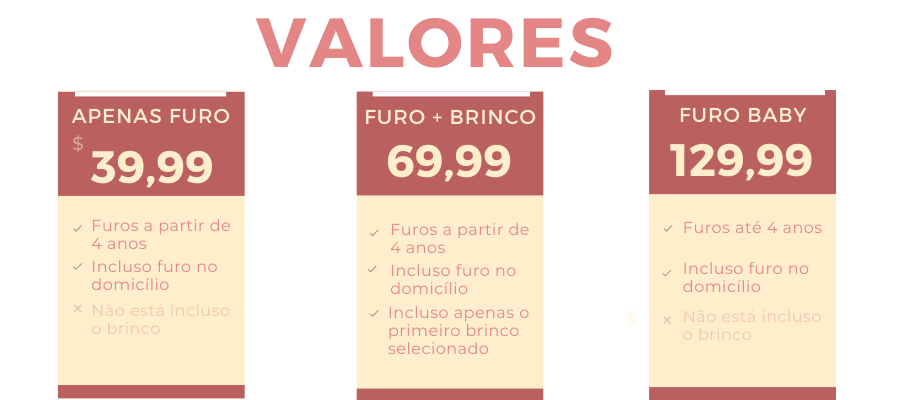 VALORES
APENAS FURO
$
39,99
Furos a partir de
4 anos
Incluso furo no
domicílio
Não está incluso
o brinco
FURO + BRINCO
69,99
Furos a partir de
4 anos
Incluso furo no
domicílio
Incluso apenas o
primeiro brinco
selecionado
FURO BABY
129,99
Furos até 4 anos
Incluso furo no
domicílio
$
Não está incluso
o brinco